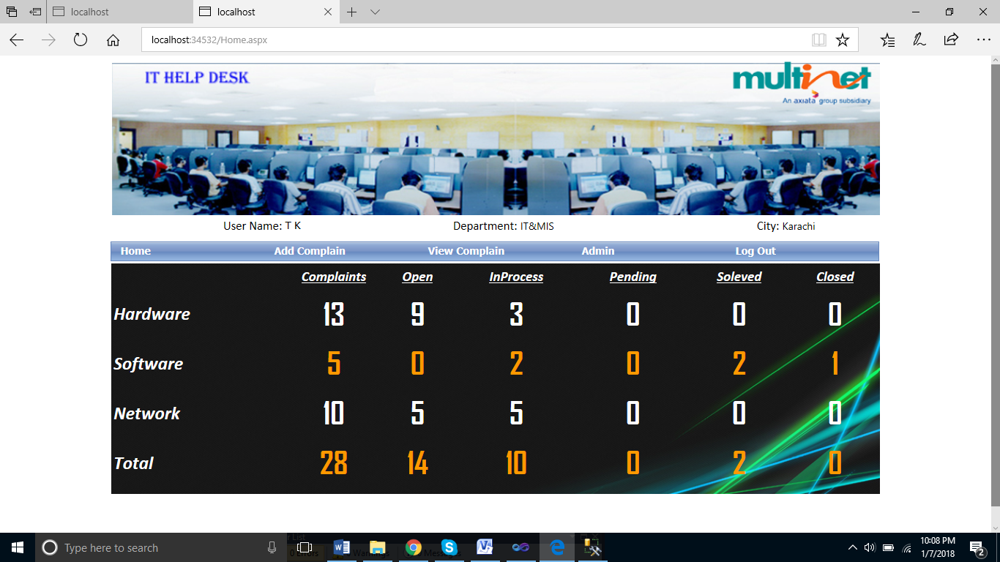 localhost
localhost
localhost:34532/Home.aspx
IT HELP DESK
multinet
An axiata group subsidiary
User Name: T K Department: IT&MIS City: Karachi
Home Add Complain View Complain Admin Log Out
Complaints Open InProcess Pending Soleved Closed
Hardware 13 9 3 0 0 0
Software 5 0 2 0 2 1
Network 10 5 5 0 0 0
Total 28 14 10 0 2 0
Type here to search
0 Errors
10:08 PM
1/7/2018
2